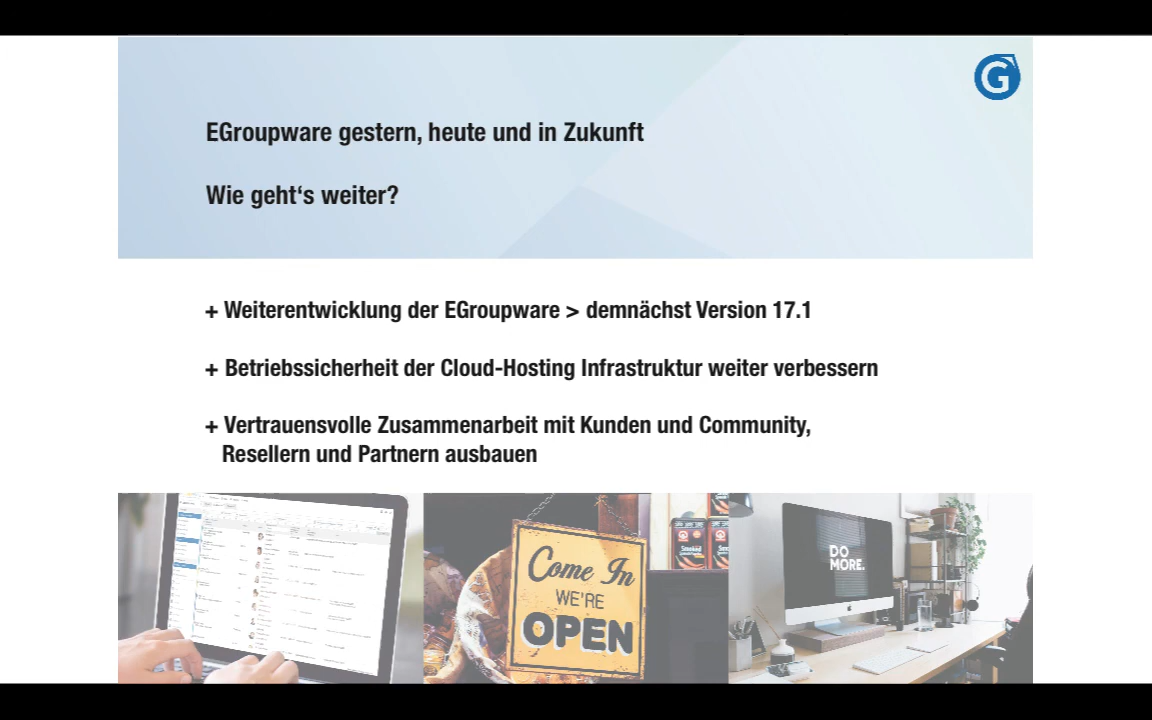 G
EGroupware gestern, heute und in Zukunft
Wie geht‘s weiter?
+ Weiterentwicklung der EGroupware > demnächst Version 17.1
+ Betriebssicherheit der Cloud-Hosting Infrastruktur weiter verbessern
+ Vertrauensvolle Zusammenarbeit mit Kunden und Community,
Resellern und Partnern ausbauen
Come In
WE'RE
OPEN
DO
MORE.